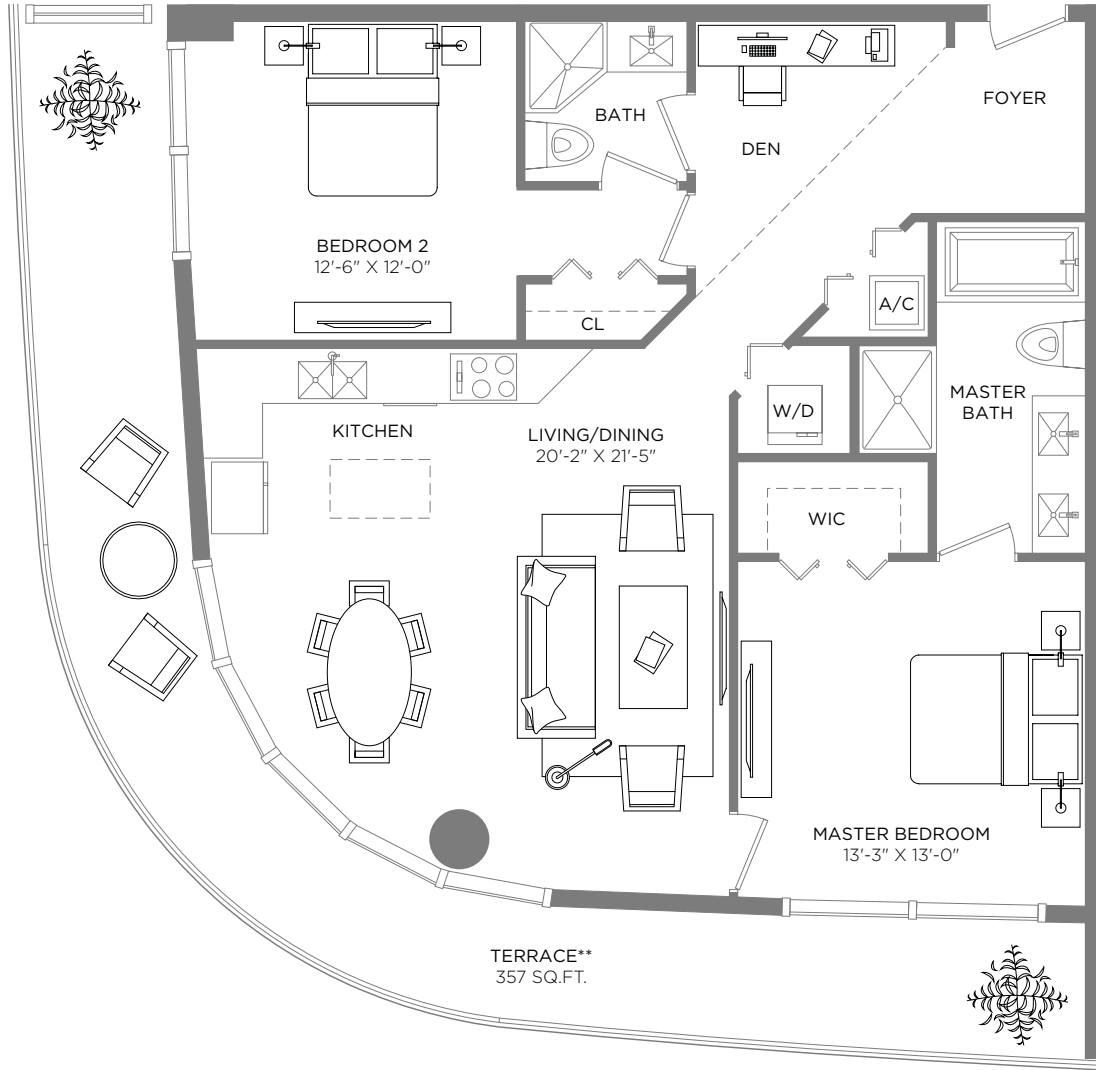 FOYER
BATH
DEN
BEDROOM 2
12'-6" X 12'-0"
A/C
CL
MASTER
BATH
W/D
KITCHEN
LIVING/DINING
20'-2" X 21'-5"
WIC
MASTER BEDROOM
13'-3" X 13'-0"
TERRACE**
357 SQ.FT.